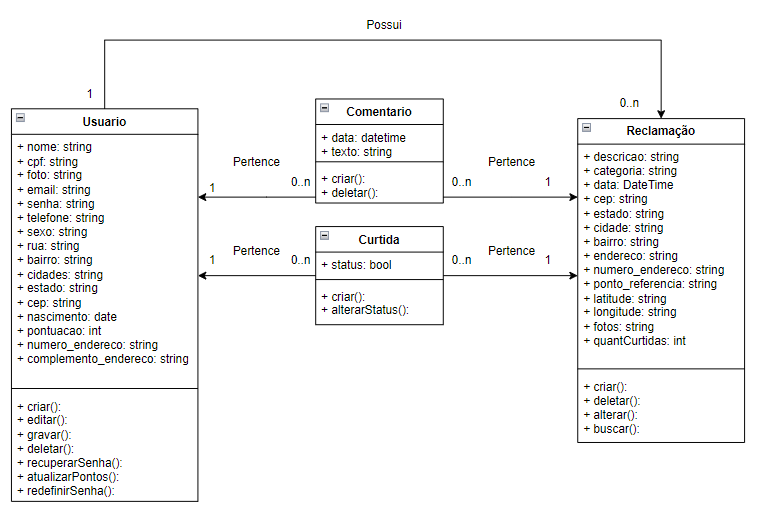 Possui
1
0..n
Usuario
+ nome: string
+ cpf: string
+ foto: string
+ email: string
+ senha: string
+ telefone: string
+ sexo: string
+ rua: string
+ bairro: string
+ cidades: string
+ estado: string
+ cep: string
+ nascimento: date
+ pontuacao: int
+ numero_endereco: string
+ complemento_endereco: string
+ criar():
+ editar():
+ gravar():
+ deletar():
+ recuperarSenha():
+ atualizarPontos():
+ redefinirSenha():
Pertence
1
0..n
Comentario
+ data: datetime
+ texto: string
+ criar():
+ deletar():
Pertence
0..n
1
Pertence
1
0..n
Curtida
+ status: bool
+ criar():
+ alterarStatus():
Pertence
0..n
1
Reclamação
+ descricao: string
+ categoria: string
+ data: DateTime
+ cep: string
+ estado: string
+ cidade: string
+ bairro: string
+ endereco: string
+ numero_endereco: string
+ ponto_referencia: string
+ latitude: string
+ longitude: string
+ fotos: string
+ quantCurtidas: int
+ criar():
+ deletar():
+ alterar():
+ buscar():